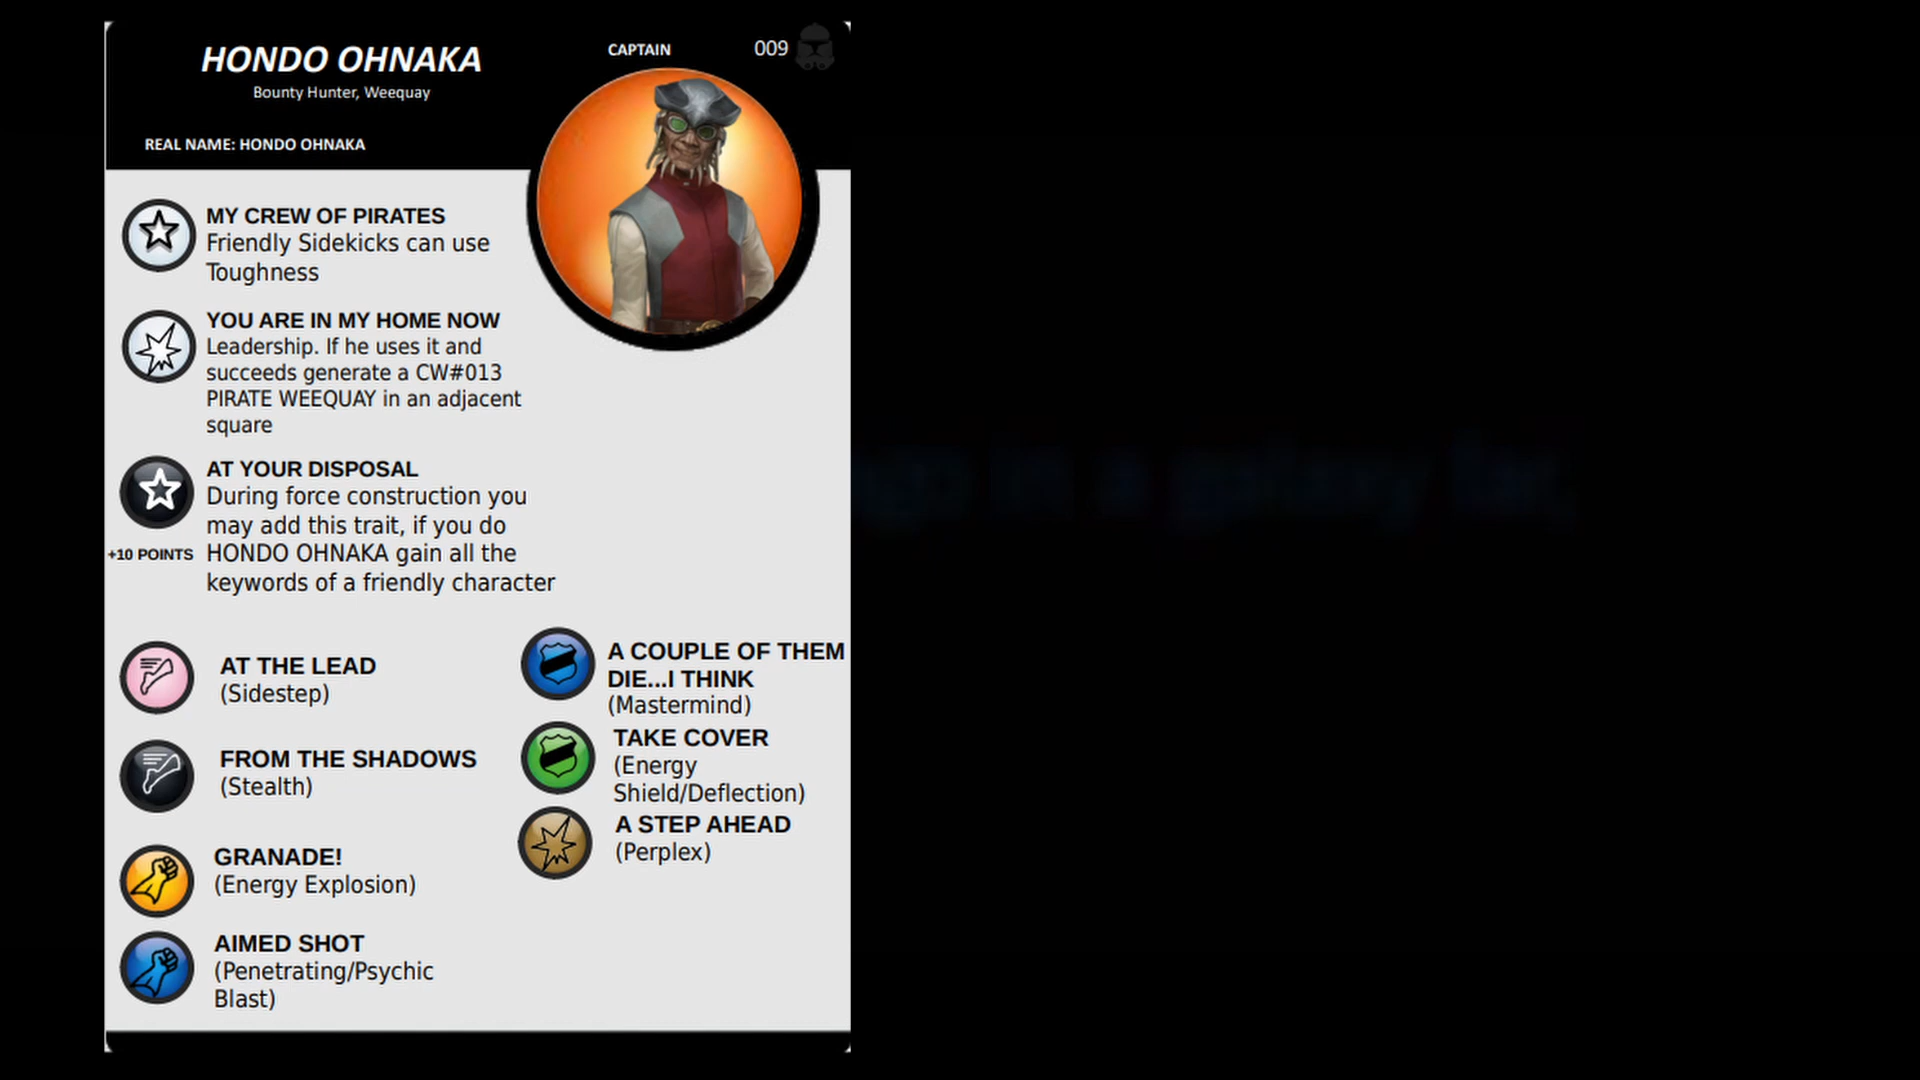 HONDO OHNAKA
Bounty Hunter, Weequay
REAL NAME: HONDO OHNAKA
CAPTAIN
009
MY CREW OF PIRATES
Friendly Sidekicks can use
Toughness
YOU ARE IN MY HOME NOW
Leadership. If he uses it and
succeeds generate a CW#013
PIRATE WEEQUAY in an adjacent
square
AT YOUR DISPOSAL
During force construction you
may add this trait, if you do
+10 POINTS
HONDO OHNAKA gain all the
keywords of a friendly character
AT THE LEAD
(Sidestep)
FROM THE SHADOWS
(Stealth)
GRANADE!
(Energy Explosion)
AIMED SHOT
(Penetrating/Psychic
Blast)
A COUPLE OF THEM
DIE...I THINK
(Mastermind)
TAKE COVER
(Energy
Shield/Deflection)
A STEP AHEAD
(Perplex)
in a galaxy far,